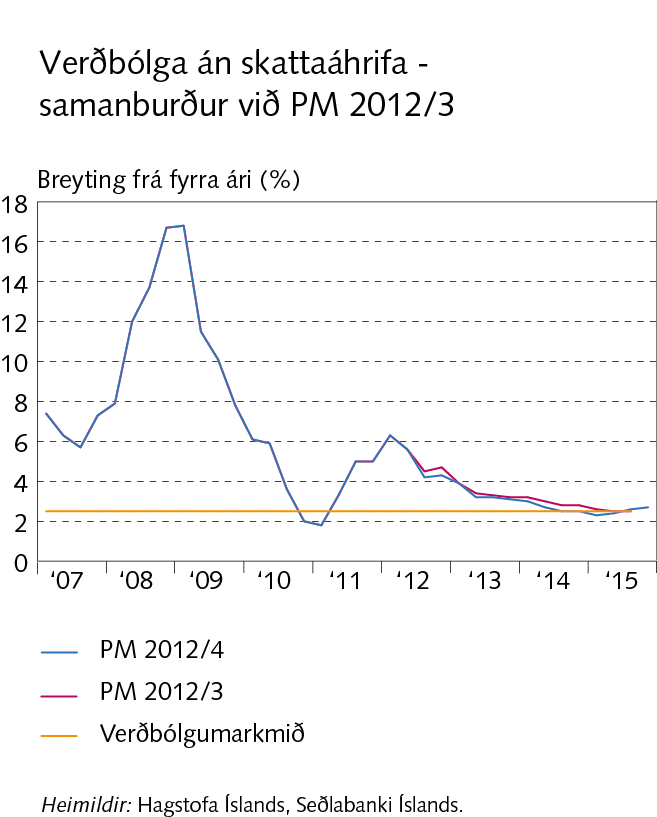 Verðbólga án skattaáhrifa -
samanburður við PM 2012/3
Breyting frá fyrra ári (%)
18
16
14
12
10
8
6
4
2
0
‘07 ‘08 ‘09 ‘10 ‘11 ‘12 ‘13 ‘14 ‘15
PM 2012/4
PM 2012/3
Verðbólgumarkmið
Heimildir: Hagstofa Íslands, Seðlabanki Íslands.